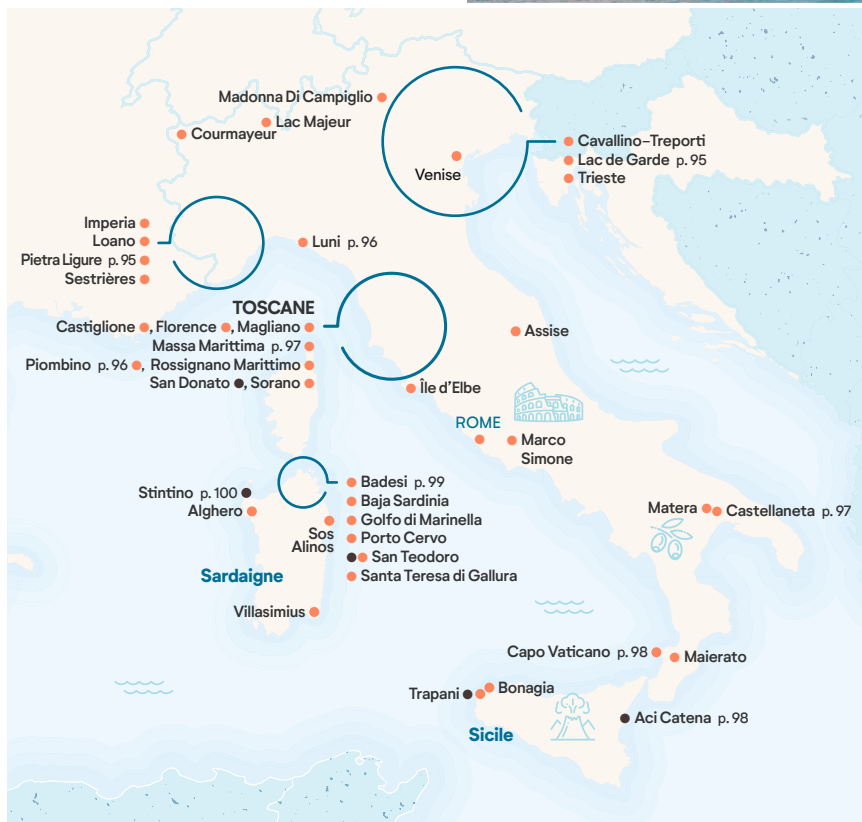 Madonna Di Campiglio
Lac Majeur
Courmayeur
Venise
Cavallino-Treporti
Lac de Garde p. 95
Trieste
Imperia
Loano
Pietra Ligure p. 95
Sestrières
Luni p. 96
TOSCANE
Castiglione , Florence , Magliano
Massa Marittima p. 97
Piombino p. 96 , Rossignano Marittimo
San Donato , Sorano
Assise
Île d'Elbe
ROME
Marco
Simone
Badesi p. 99
Stintino p. 100
Baja Sardinia
Alghero
Golfo di Marinella
Sos
Alinos
Porto Cervo
San Teodoro
Santa Teresa di Gallura
Sardaigne
Villasimius
Matera
Castellaneta p. 97
Capo Vaticano p. 98
Maierato
Trapani
Bonagia
Aci Catena p. 98
Sicile